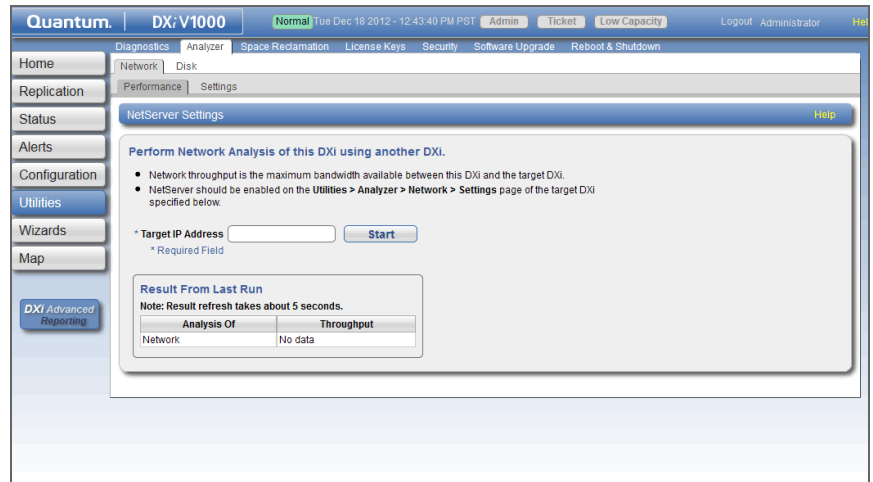 Quantum. DXi V1000 Normal Tue Dec 18 2012 - 12:43:40 PM PST Admin Ticket Low Capacity Logout Administrator Hel
Diagnostics Analyzer Space Reclamation License Keys Security Software Upgrade Reboot & Shutdown
Home
Network Disk
Replication
Performance Settings
Status
NetServer Settings Help
Alerts
Perform Network Analysis of this DXi using another DXi.
Configuration
• Network throughput is the maximum bandwidth available between this DXi and the target DXi.
• NetServer should be enabled on the Utilities > Analyzer > Network > Settings page of the target DXi
specified below.
Utilities
Wizards
* Target IP Address Start
* Required Field
Map
Result From Last Run
Note: Result refresh takes about 5 seconds.
DXi Advanced
Reporting
Analysis Of Throughput
Network No data